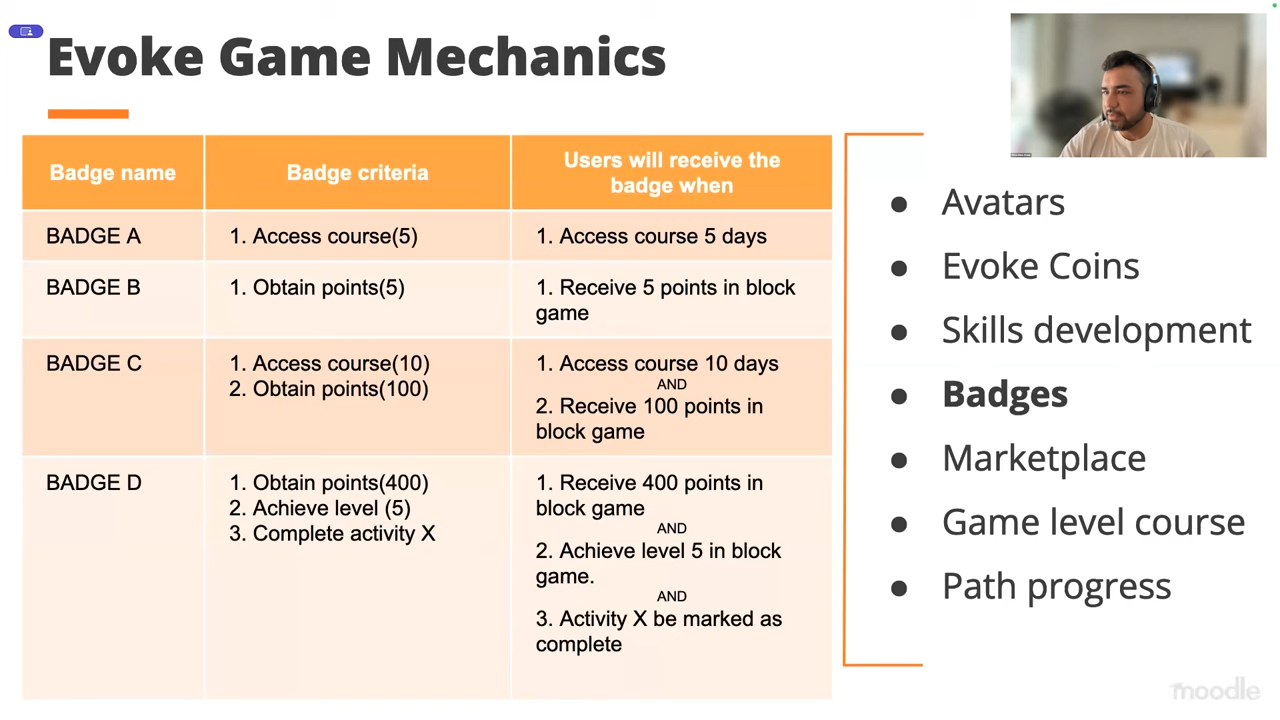 Evoke Game Mechanics
Badge name
Badge criteria
Users will receive the
badge when
BADGE A
1. Access course(5)
1. Access course 5 days
BADGE B
1. Obtain points(5)
1. Receive 5 points in block
game
BADGE C
1. Access course(10)
2. Obtain points(100)
1. Access course 10 days
AND
2. Receive 100 points in
block game
BADGE D
1. Obtain points(400)
2. Achieve level (5)
3. Complete activity X
1. Receive 400 points in
block game
AND
2. Achieve level 5 in block
game.
AND
3. Activity X be marked as
complete
● Avatars
● Evoke Coins
● Skills development
● Badges
● Marketplace
● Game level course
● Path progress
moodle